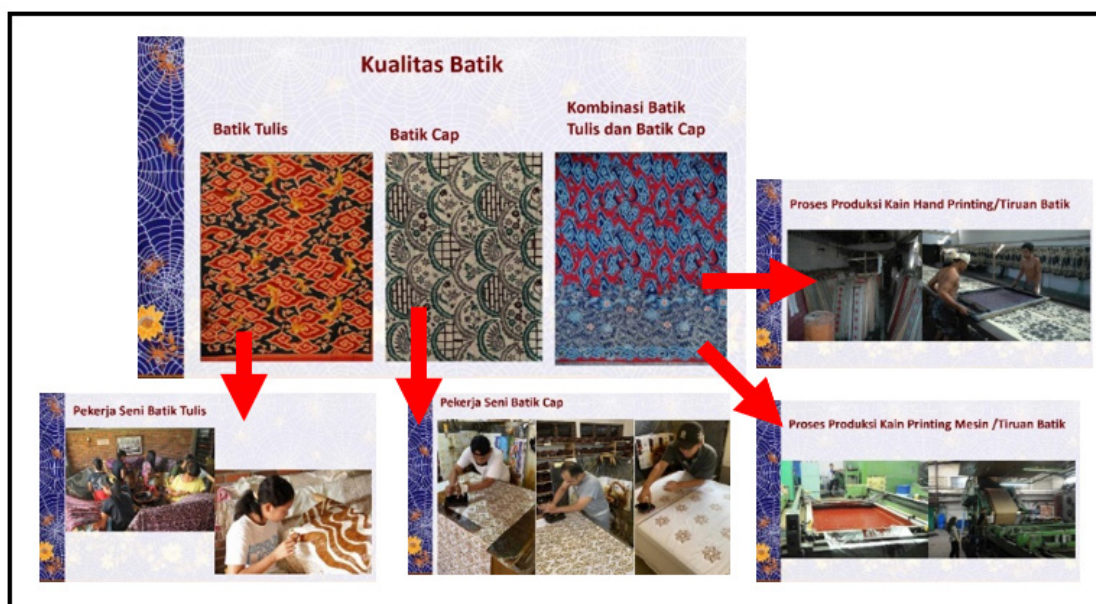 Kualitas Batik
Batik Tulis
Batik Cap
Kombinasi Batik
Tulis dan Batik Cap
Proses Produksi Kain Hand Printing/Tiruan Batik
Pekerja Seni Batik Tulis
Pekerja Seni Batik Cap
Proses Produksi Kain Printing Mesin /Tiruan Batik